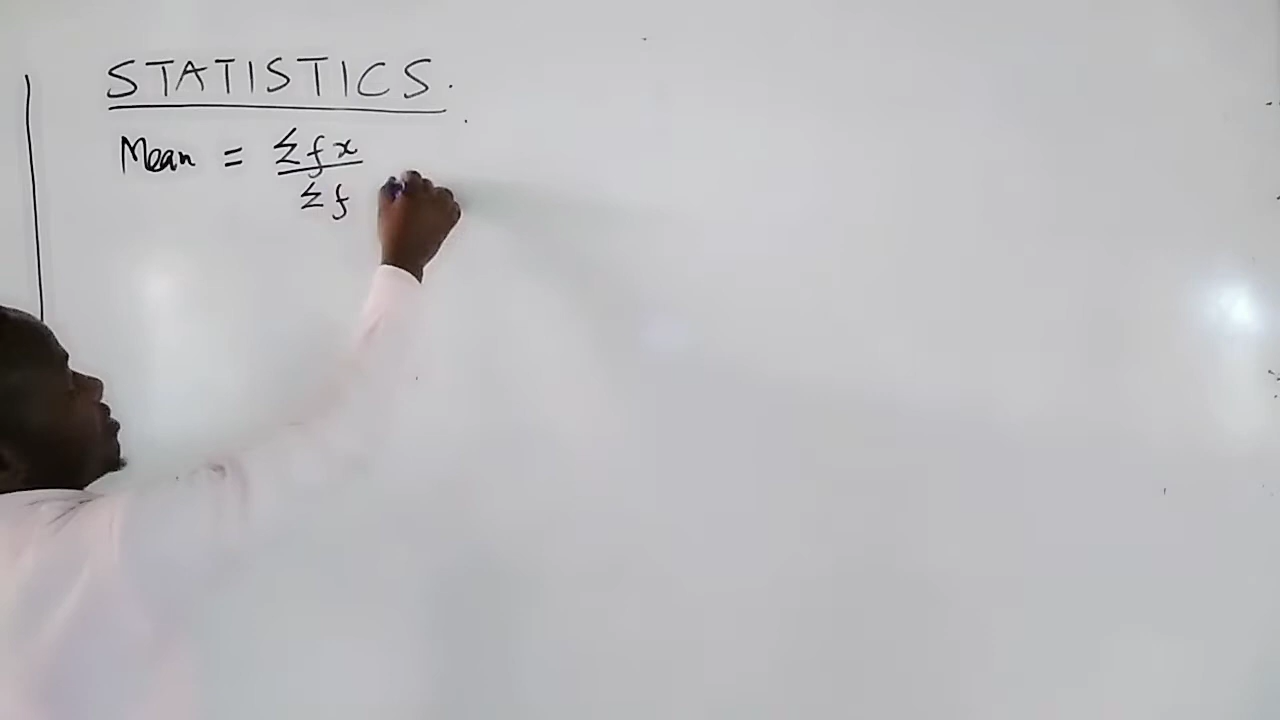 STATISTICS.
Mean = Σfx
Σf